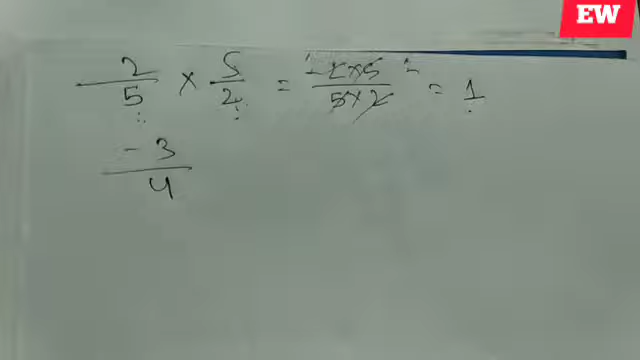 EW
2/5 × 5/2 = 2×5/5×2 = 1
-3/4